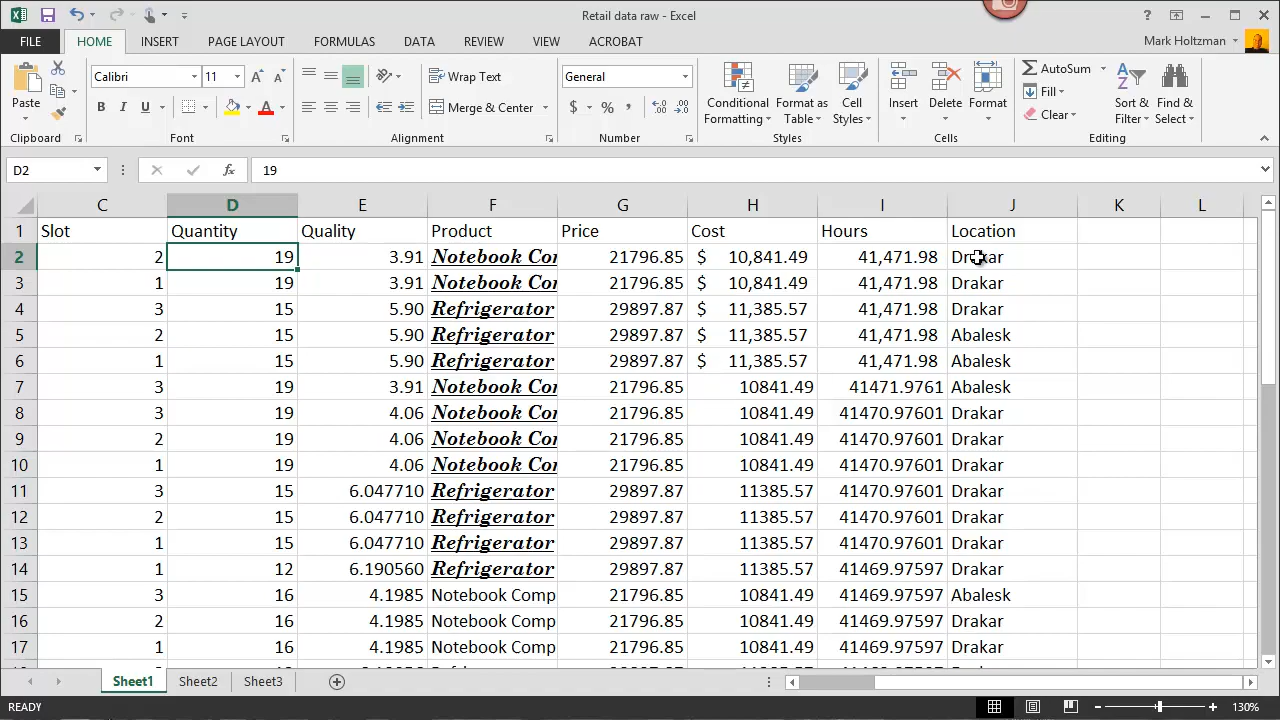 Retail data raw - Excel
FILE HOME INSERT PAGE LAYOUT FORMULAS DATA REVIEW VIEW ACROBAT Mark Holtzman
Paste
Calibri 11
B I U
Wrap Text
Merge & Center
General
$ % ,
Conditional Formatting
Format as Table
Cell Styles
Insert
Delete
Format
AutoSum
Fill
Clear
Sort & Filter
Find & Select
Clipboard Font Alignment Number Styles Cells Editing
D2 fx 19
C D E F G H I J K L
1 Slot Quantity Quality Product Price Cost Hours Location
2 2 19 3.91 Notebook Con 21796.85 $ 10,841.49 41,471.98 Drakar
3 1 19 3.91 Notebook Con 21796.85 $ 10,841.49 41,471.98 Drakar
4 3 15 5.90 Refrigerator 29897.87 $ 11,385.57 41,471.98 Drakar
5 2 15 5.90 Refrigerator 29897.87 $ 11,385.57 41,471.98 Abalesk
6 1 15 5.90 Refrigerator 29897.87 $ 11,385.57 41,471.98 Abalesk
7 3 19 3.91 Notebook Con 21796.85 10841.49 41471.9761 Abalesk
8 3 19 4.06 Notebook Con 21796.85 10841.49 41470.97601 Drakar
9 2 19 4.06 Notebook Con 21796.85 10841.49 41470.97601 Drakar
10 1 19 4.06 Notebook Con 21796.85 10841.49 41470.97601 Drakar
11 3 15 6.047710 Refrigerator 29897.87 11385.57 41470.97601 Drakar
12 2 15 6.047710 Refrigerator 29897.87 11385.57 41470.97601 Drakar
13 1 15 6.047710 Refrigerator 29897.87 11385.57 41470.97601 Drakar
14 1 12 6.190560 Refrigerator 29897.87 11385.57 41469.97597 Drakar
15 3 16 4.1985 Notebook Comp 21796.85 10841.49 41469.97597 Abalesk
16 2 16 4.1985 Notebook Comp 21796.85 10841.49 41469.97597 Drakar
17 1 16 4.1985 Notebook Comp 21796.85 10841.49 41469.97597 Drakar
Sheet1 Sheet2 Sheet3
READY 130%